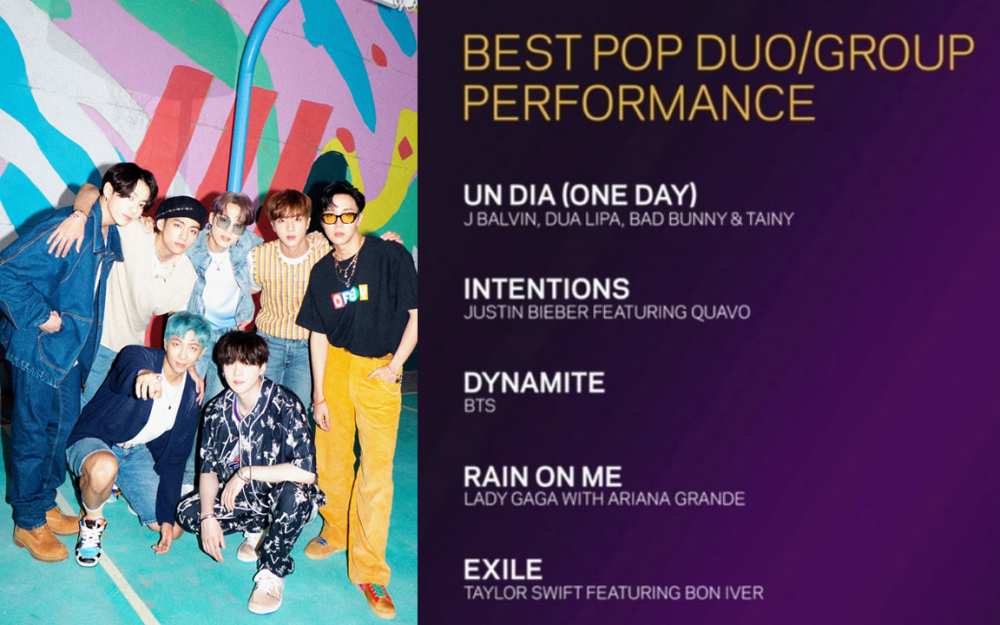 BEST POP DUO/GROUP
PERFORMANCE
UN DIA (ONE DAY)
J BALVIN, DUA LIPA, BAD BUNNY & TAINY
INTENTIONS
JUSTIN BIEBER FEATURING QUAVO
DYNAMITE
BTS
RAIN ON ME
LADY GAGA WITH ARIANA GRANDE
EXILE
TAYLOR SWIFT FEATURING BON IVER